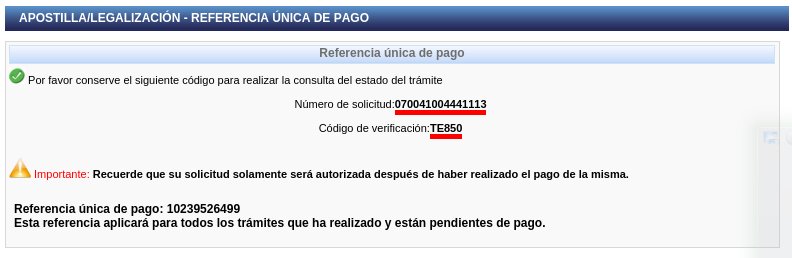 APOSTILLA/LEGALIZACIÓN - REFERENCIA ÚNICA DE PAGO
Referencia única de pago
Por favor conserve el siguiente código para realizar la consulta del estado del trámite
Número de solicitud:070041004441113
Código de verificación:TE850
Importante: Recuerde que su solicitud solamente será autorizada después de haber realizado el pago de la misma.
Referencia única de pago: 10239526499
Esta referencia aplicará para todos los trámites que ha realizado y están pendientes de pago.